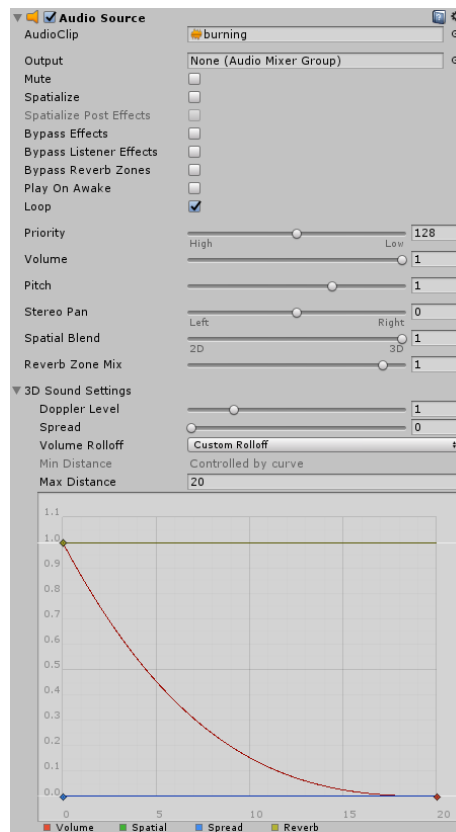 Audio Source
AudioClip burning
Output None (Audio Mixer Group)
Mute
Spatialize
Spatialize Post Effects
Bypass Effects
Bypass Listener Effects
Bypass Reverb Zones
Play On Awake
Loop
Priority 128
High Low
Volume 1
Pitch 1
Stereo Pan 0
Left Right
Spatial Blend 1
2D 3D
Reverb Zone Mix 1
3D Sound Settings
Doppler Level 1
Spread 0
Volume Rolloff Custom Rolloff
Min Distance Controlled by curve
Max Distance 20
1.1
1.0
0.9
0.8
0.7
0.6
0.5
0.4
0.3
0.2
0.1
0.0
0 5 10 15 20
Volume Spatial Spread Reverb